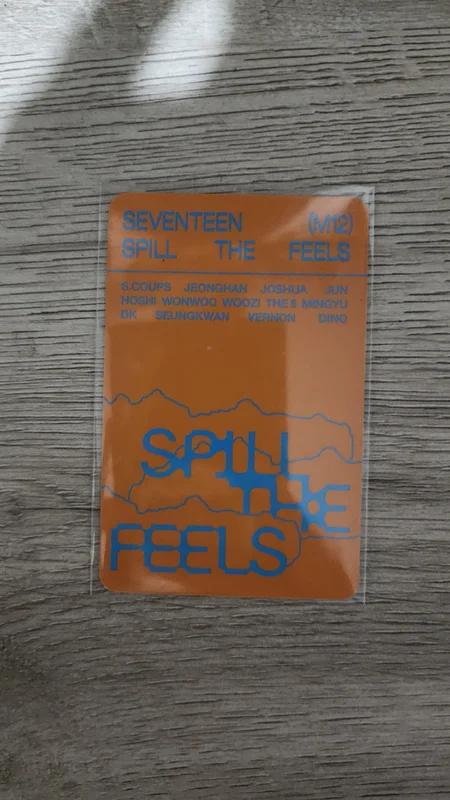 SEVENTEEN (M12)
SPILL THE FEELS
S.COUPS JEONGHAN JOSHUA JUN
HOSHI WONWOO WOOZI THE 8 MINGYU
DK SEUNGKWAN VERNON DINO
SPILL
THE
FEELS